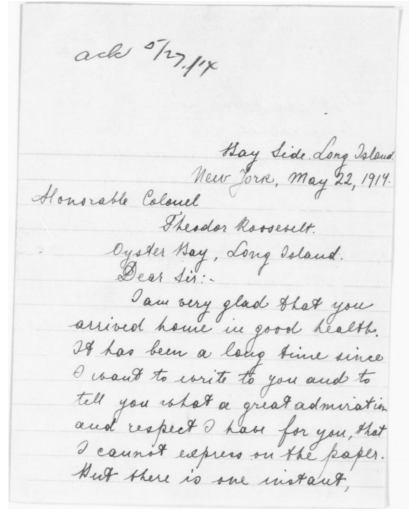 ack 5/27/14
Bay Side. Long Island
New York, May 22, 1914.
Honorable Colonel
Theodor Roosevelt.
Oyster Bay, Long Island.
Dear Sir:-
I am very glad that you
arrived home in good health.
It has been a long time since
I want to write to you and to
tell you what a great admiration
and respect I have for you, that
I cannot express on the paper.
But there is one instant,